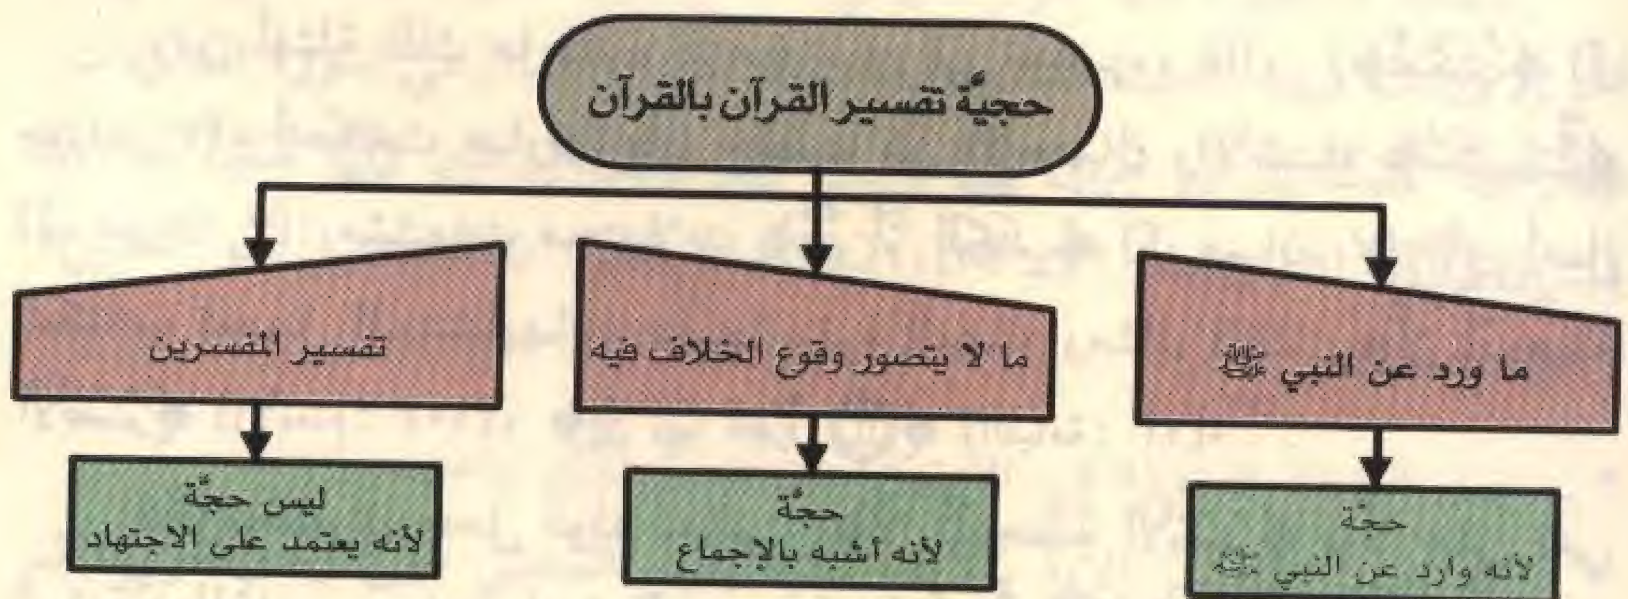 حجيَّة تفسير القرآن بالقرآن
ما ورد عن النبي ﷺ
حجَّة
لأنه وارد عن النبي ﷺ
ما لا يتصور وقوع الخلاف فيه
حجَّة
لأنه أشبه بالإجماع
تفسير المفسرين
ليس حجَّة
لأنه يعتمد على الاجتهاد